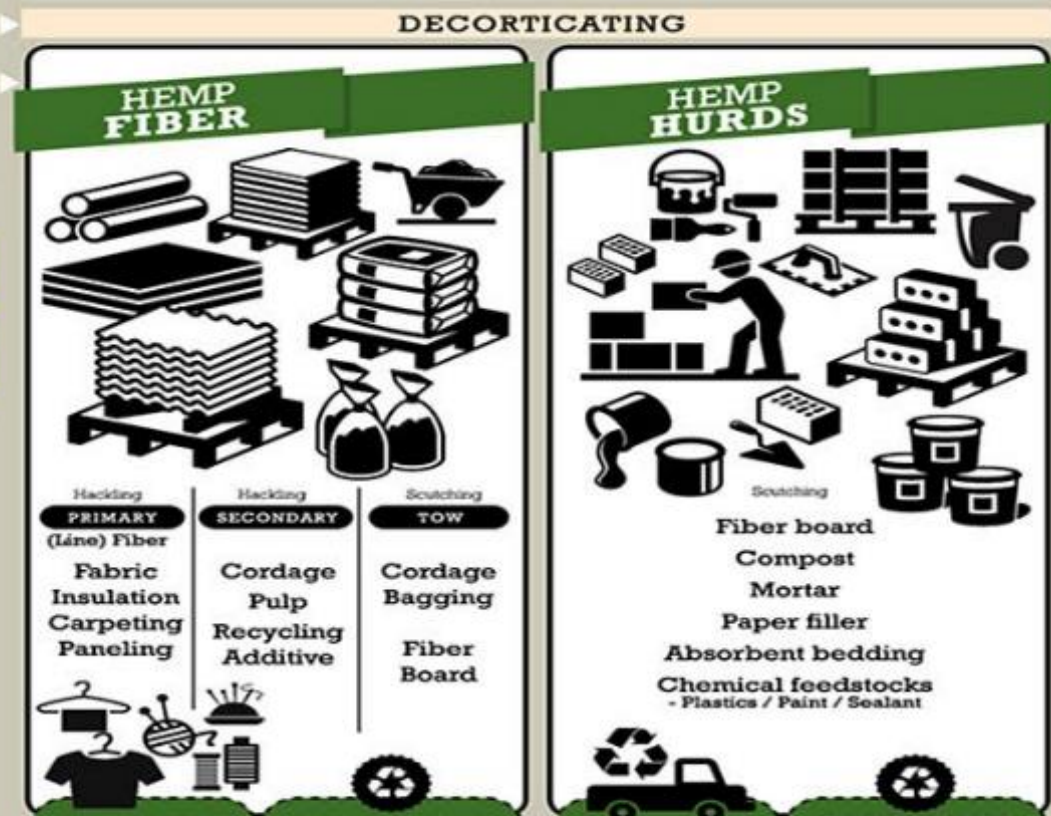 DECORTICATING
HEMP
FIBER
Hackling
PRIMARY
(Line) Fiber
Fabric
Insulation
Carpeting
Paneling
Hackling
SECONDARY
Cordage
Pulp
Recycling
Additive
Scutching
TOW
Cordage
Bagging
Fiber
Board
HEMP
HURDS
Scutching
Fiber board
Compost
Mortar
Paper filler
Absorbent bedding
Chemical feedstocks
- Plastics / Paint / Sealant